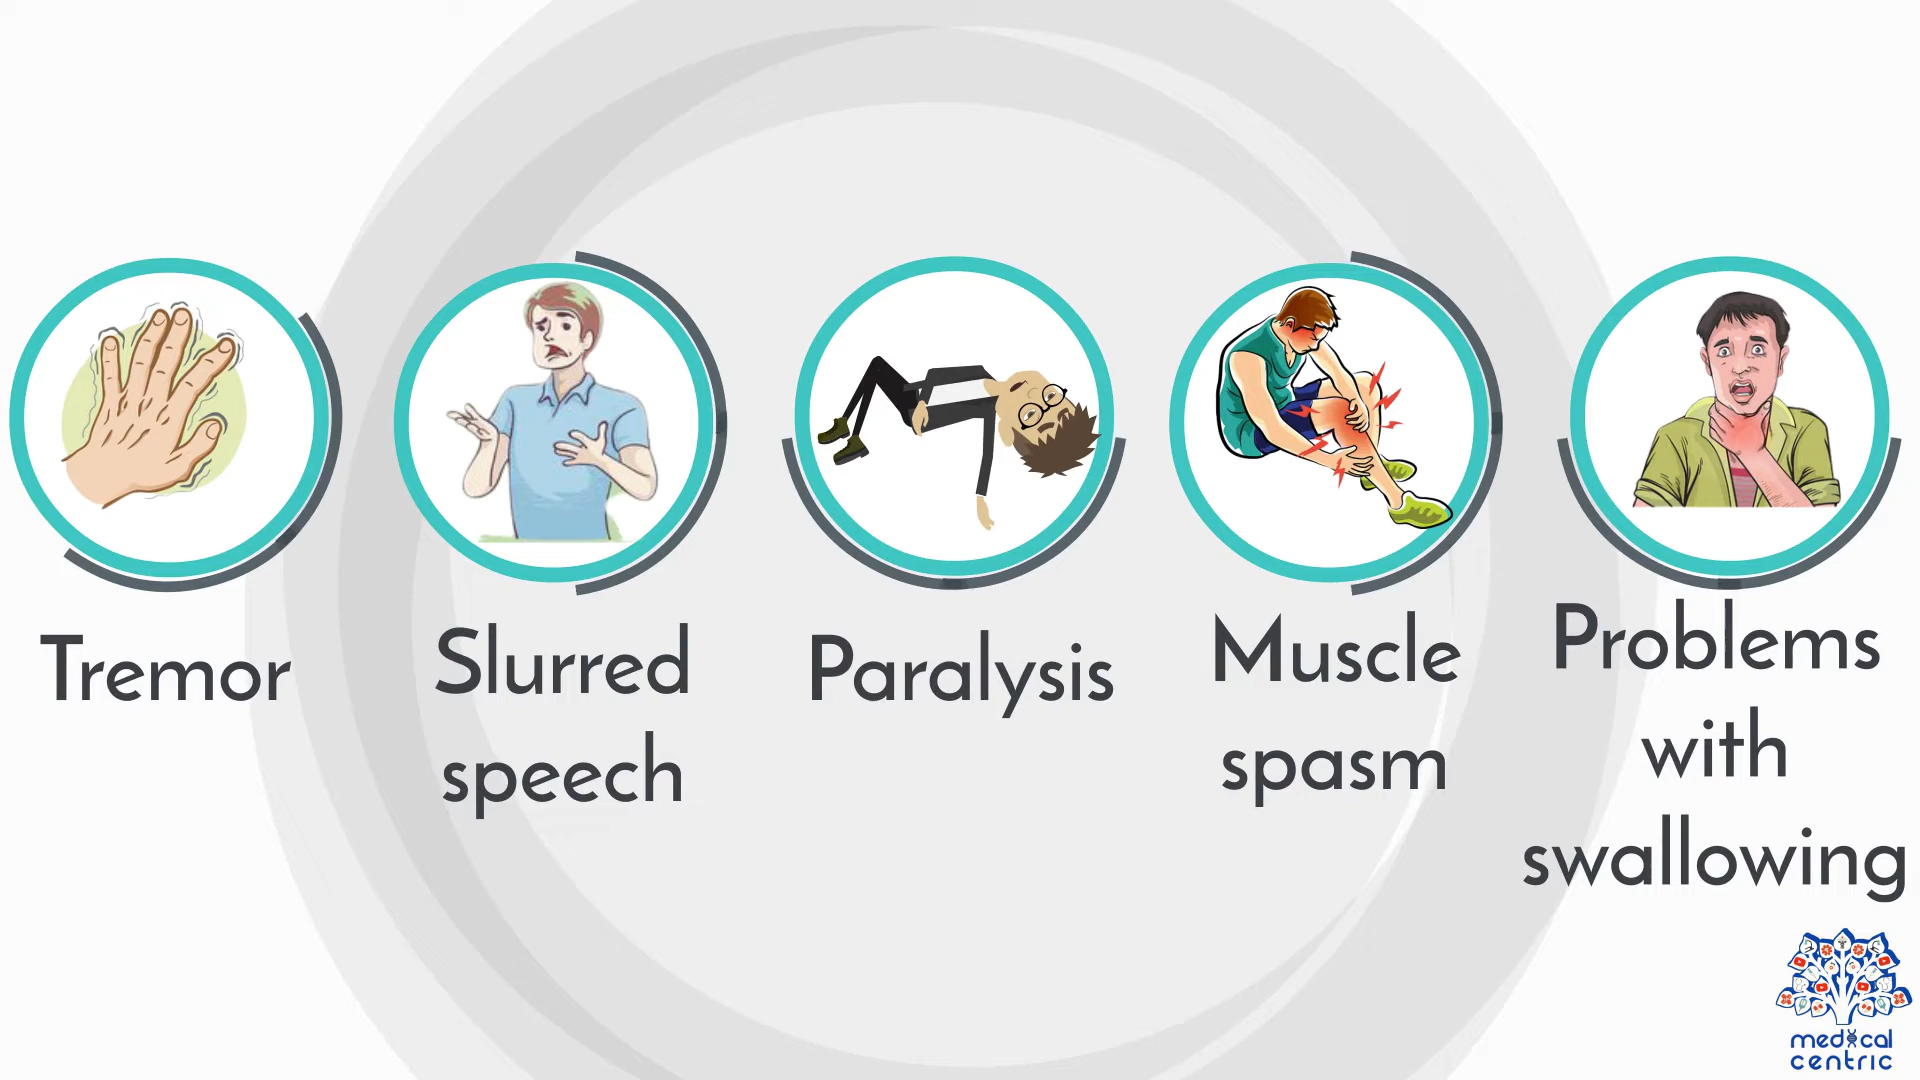 Tremor
Slurred
speech
Paralysis
Muscle
spasm
Problems
with
swallowing
medical
centric